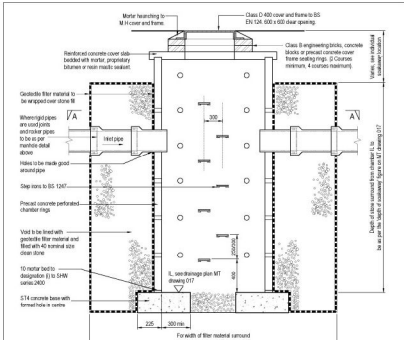 Mortar haunching to
M.H cover and frame.
Class D 400 cover and frame to BS
EN 124. 600 x 600 clear opening.
Reinforced concrete cover slab
bedded with mortar, proprietary
bitumen or resin mastic sealant)
Class B engineering bricks, concrete
blocks or precast concrete cover
frame seating rings. (2 Courses
minimum, 4 courses maximum)
Varies, see individual
soakaway location
Geotextile filter material to
be wrapped over stone fill
A
A
Where rigid pipes
are used joints
and rocker pipes
to be as per
manhole detail
above
Inlet pipe
300
Holes to be made good
around pipe
Step irons to BS 1247
Precast concrete perforated
chamber rings
Void to be lined with
geotextile filter material and
filled with 40 nominal size
clean stone
Depth of stone surround from chamber IL to
be as per the 'Depth of soakaway' figure on MT drawing 017
10 mortar bed to
designation (i) to SHW
series 2400
IL, see drainage plan MT
drawing 017
400
ST4 concrete base with
formed hole in centre
225
300 min
For width of filter material surround